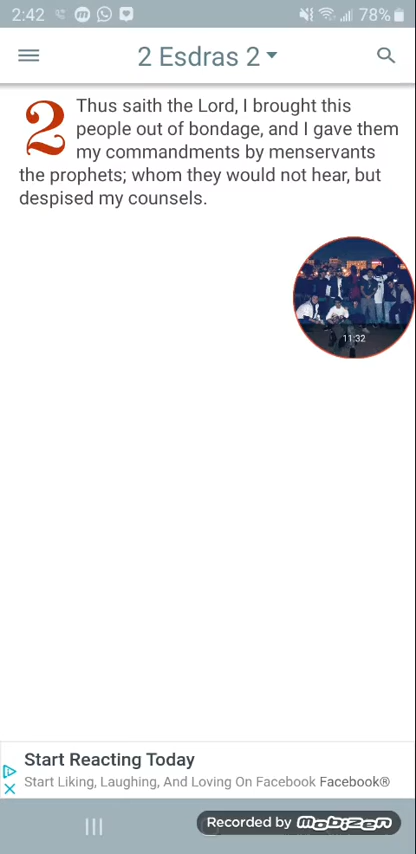 2:42
78%
2 Esdras 2
2 Thus saith the Lord, I brought this
people out of bondage, and I gave them
my commandments by menservants
the prophets; whom they would not hear, but
despised my counsels.
11:32
Start Reacting Today
Start Liking, Laughing, And Loving On Facebook Facebook®
Recorded by mobizen